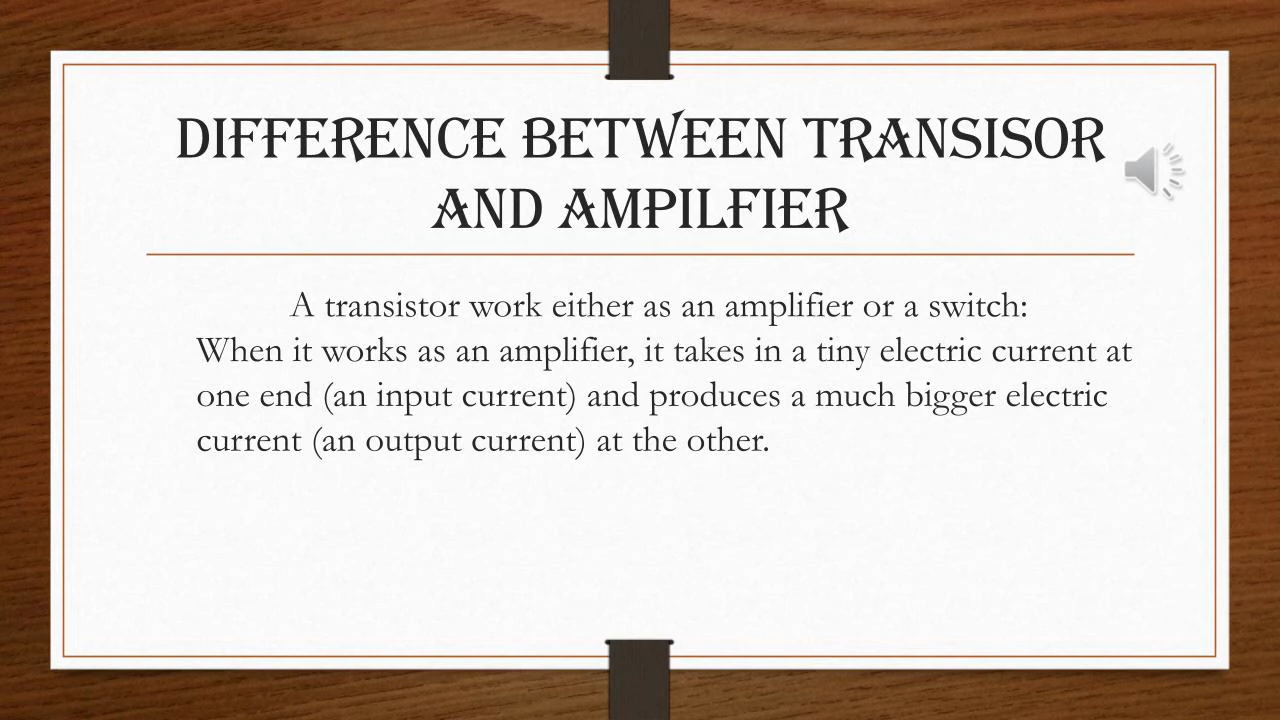 DIFFERENCE BETWEEN TRANSISOR
AND AMPILFIER
A transistor work either as an amplifier or a switch:
When it works as an amplifier, it takes in a tiny electric current at
one end (an input current) and produces a much bigger electric
current (an output current) at the other.